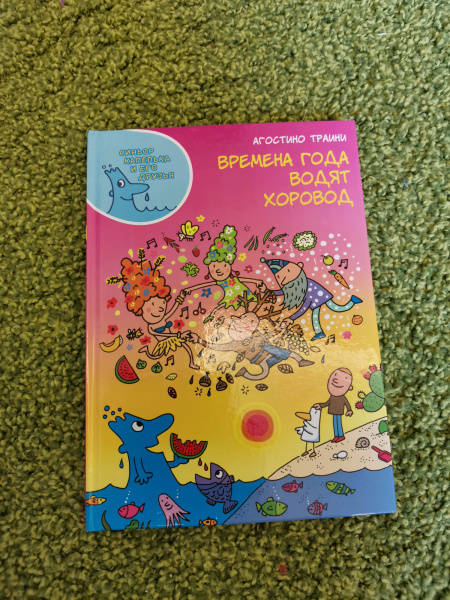 СИНЬОР
КАПЕЛЬКА
И ЕГО
ДРУЗЬЯ
АГОСТИНО ТРАИНИ
ВРЕМЕНА ГОДА
ВОДЯТ
ХОРОВОД